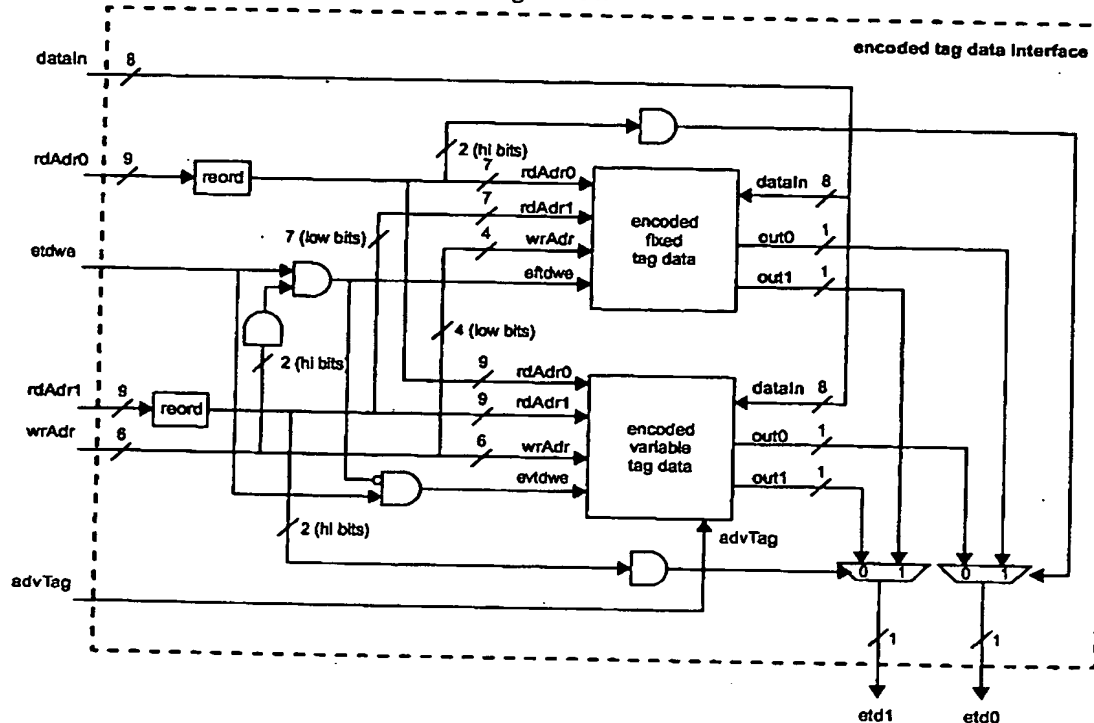 encoded tag data Interface
dataIn
8
2 (hi bits)
rdAdr0
9
reord
7
rdAdr0
dataIn
8
7
rdAdr1
encoded
fixed
tag data
7 (low bits)
4
wrAdr
out0
1
etdwe
eftdwe
out1
1
4 (low bits)
2 (hi bits)
9
rdAdr0
dataIn
8
rdAdr1
9
reord
9
rdAdr1
encoded
variable
tag data
wrAdr
6
6
wrAdr
out0
1
evtdwe
out1
1
2 (hi bits)
advTag
advTag
0
1
0
1
1
1
etd1
etd0